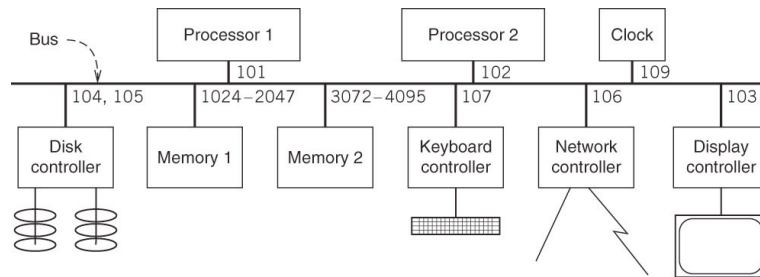 Processor 1
Processor 2
Clock
Bus
101
102
109
104, 105
1024–2047
3072–4095
107
106
103
Disk
controller
Memory 1
Memory 2
Keyboard
controller
Network
controller
Display
controller